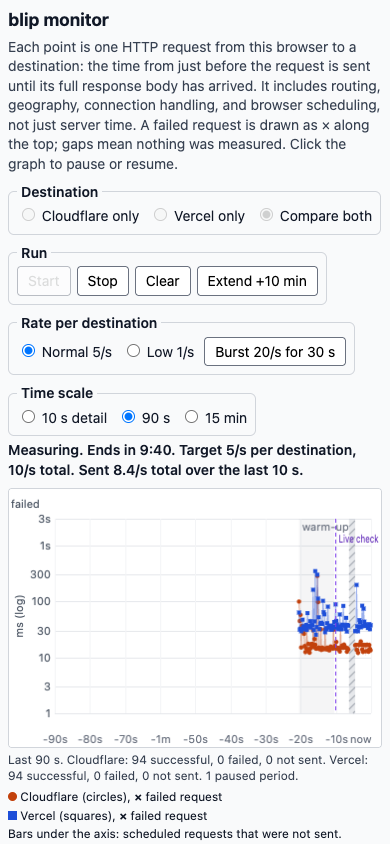 blip monitor
Each point is one HTTP request from this browser to a
destination: the time from just before the request is sent
until its full response body has arrived. It includes routing,
geography, connection handling, and browser scheduling,
not just server time. A failed request is drawn as × along
the top; gaps mean nothing was measured. Click the
graph to pause or resume.
Destination
Cloudflare only Vercel only Compare both
Run
Start Stop Clear Extend +10 min
Rate per destination
Normal 5/s Low 1/s Burst 20/s for 30 s
Time scale
10 s detail 90 s 15 min
Measuring. Ends in 9:40. Target 5/s per destination,
10/s total. Sent 8.4/s total over the last 10 s.
failed
3s
warm-up
Live check
1s
300
100
30
10
3
1
ms (log)
-90s -80s -70s -1m -50s -40s -30s -20s -10s now
Last 90 s. Cloudflare: 94 successful, 0 failed, 0 not sent. Vercel:
94 successful, 0 failed, 0 not sent. 1 paused period.
Cloudflare (circles), × failed request
Vercel (squares), × failed request
Bars under the axis: scheduled requests that were not sent.